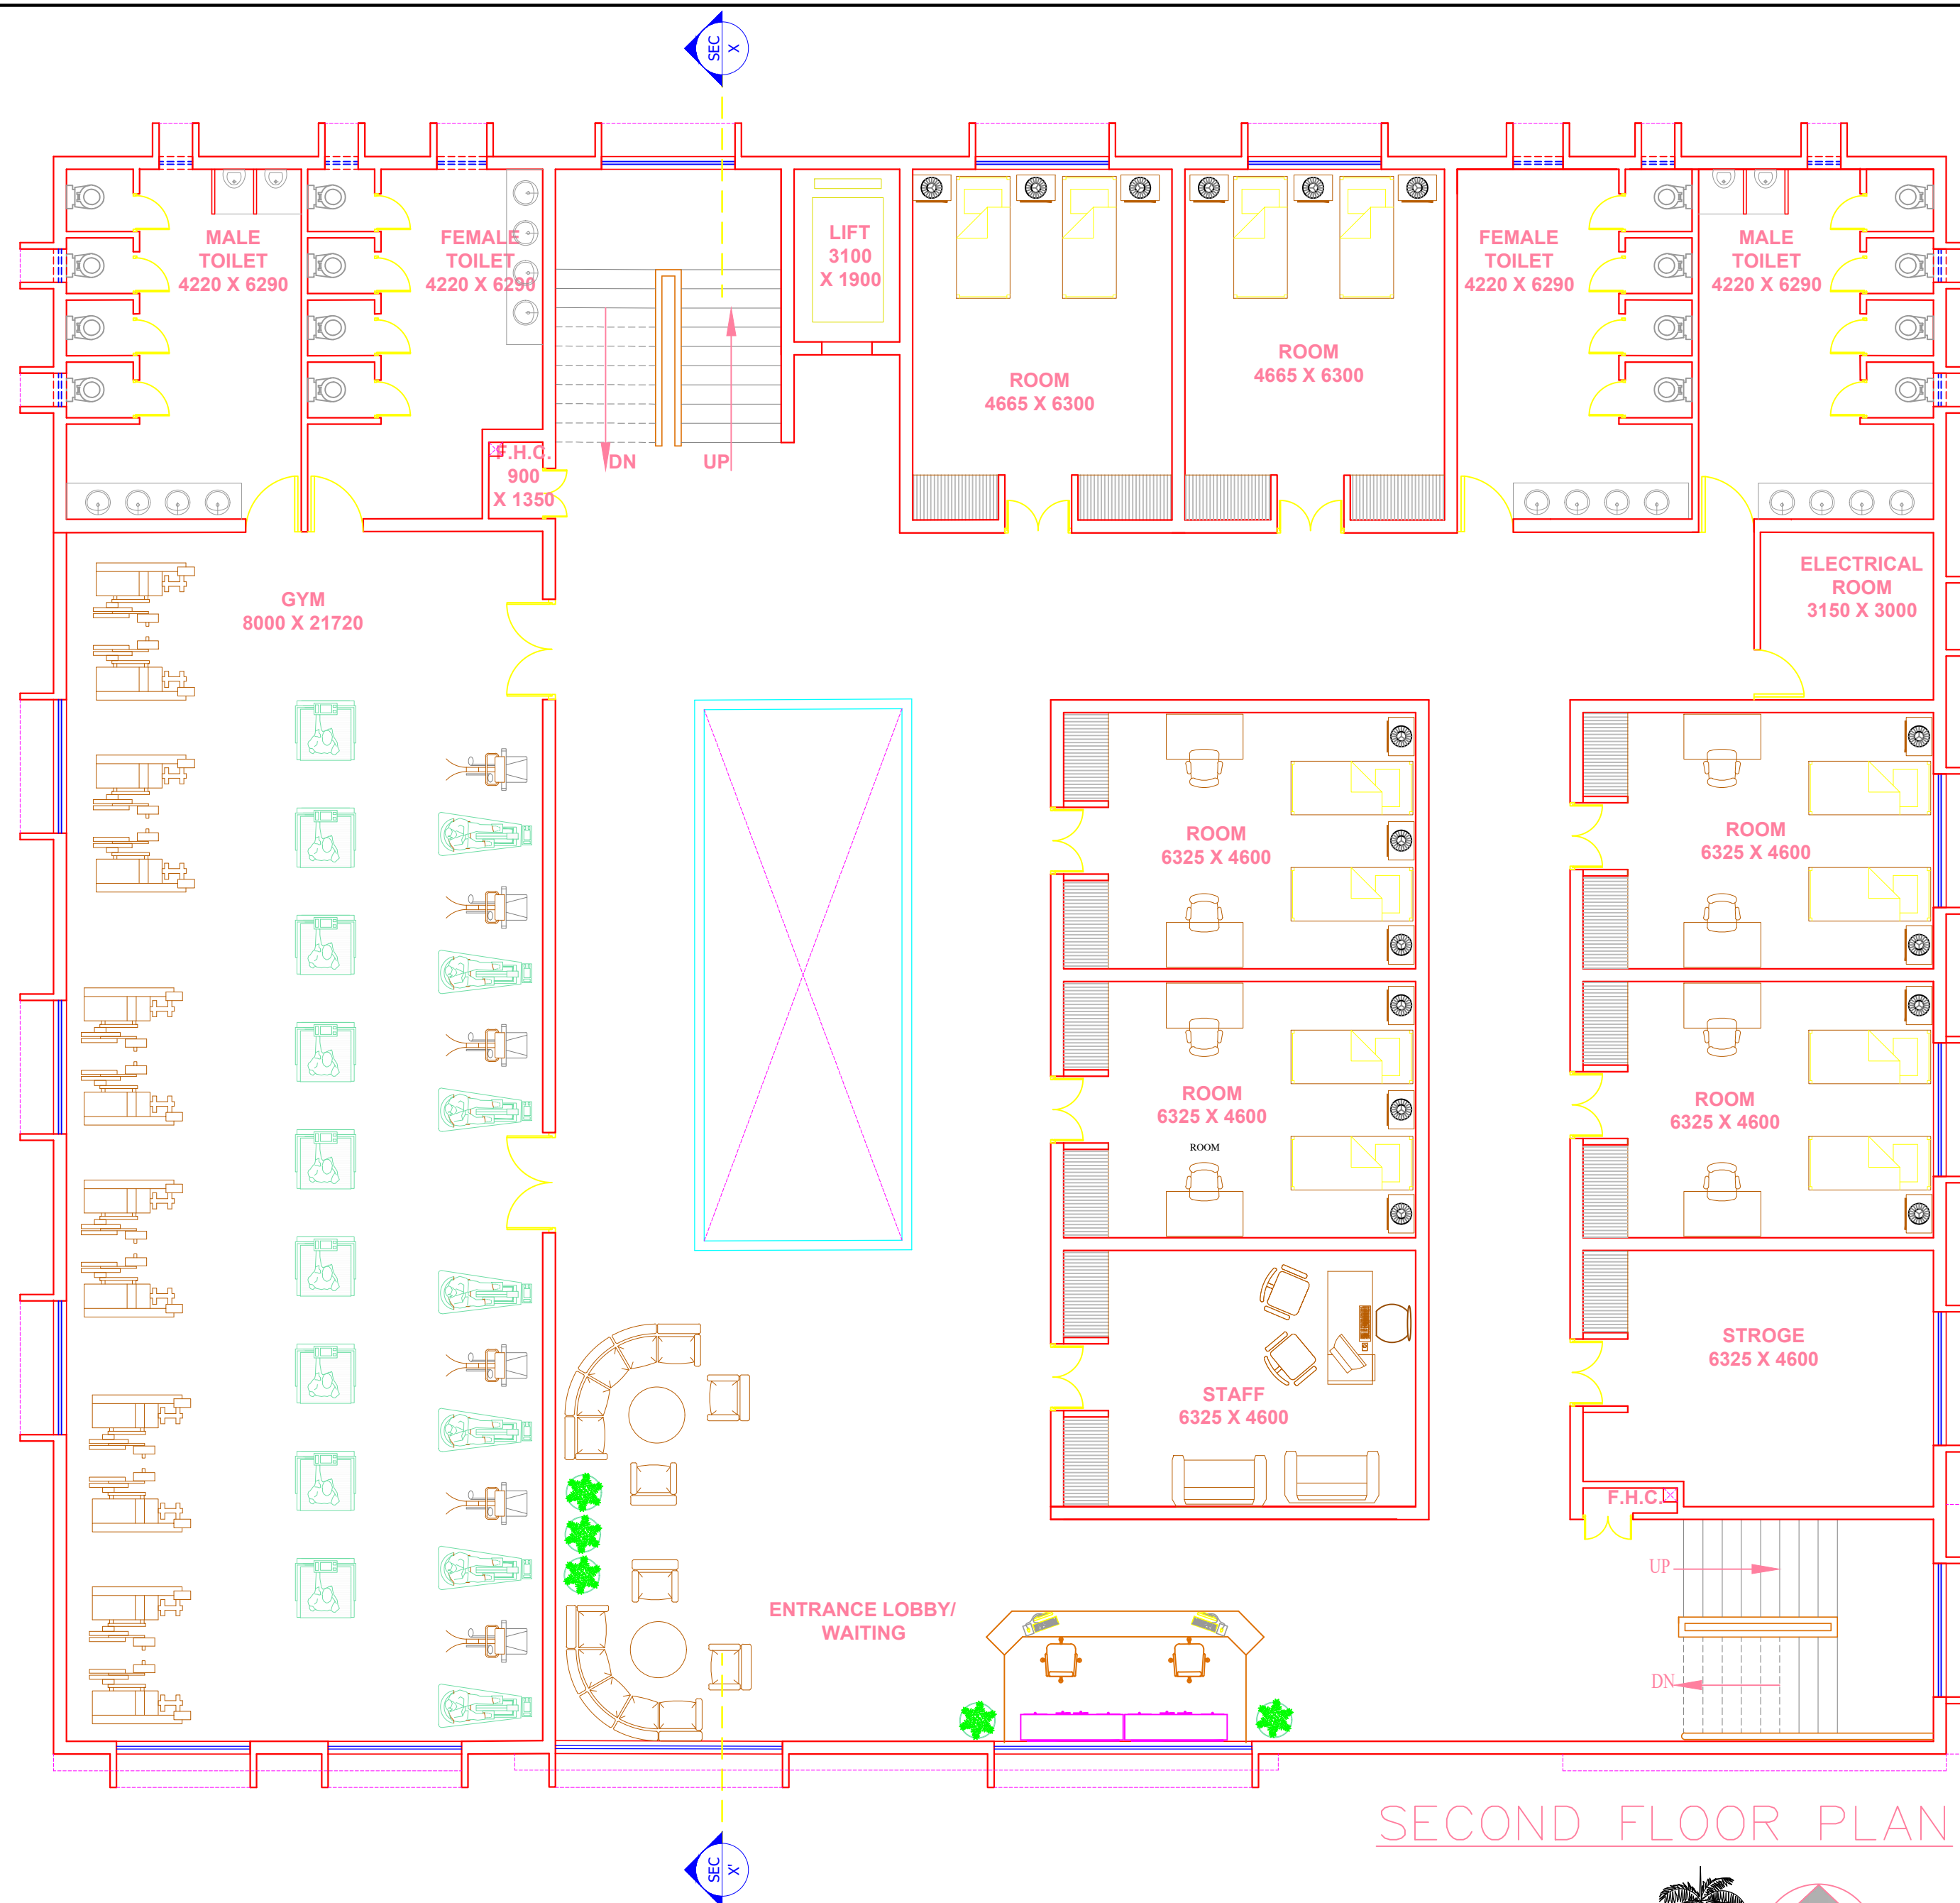 SEC
X
MALE
TOILET
4220 X 6290
FEMALE
TOILET
4220 X 6290
LIFT
3100
X 1900
ROOM
4665 X 6300
ROOM
4665 X 6300
FEMALE
TOILET
4220 X 6290
MALE
TOILET
4220 X 6290
F.H.C.
900
X 1350
DN
UP
GYM
8000 X 21720
ELECTRICAL
ROOM
3150 X 3000
ROOM
6325 X 4600
ROOM
6325 X 4600
ROOM
6325 X 4600
ROOM
ROOM
6325 X 4600
STAFF
6325 X 4600
STROGE
6325 X 4600
F.H.C.
UP
DN
ENTRANCE LOBBY/
WAITING
SECOND FLOOR PLAN
SEC
X'